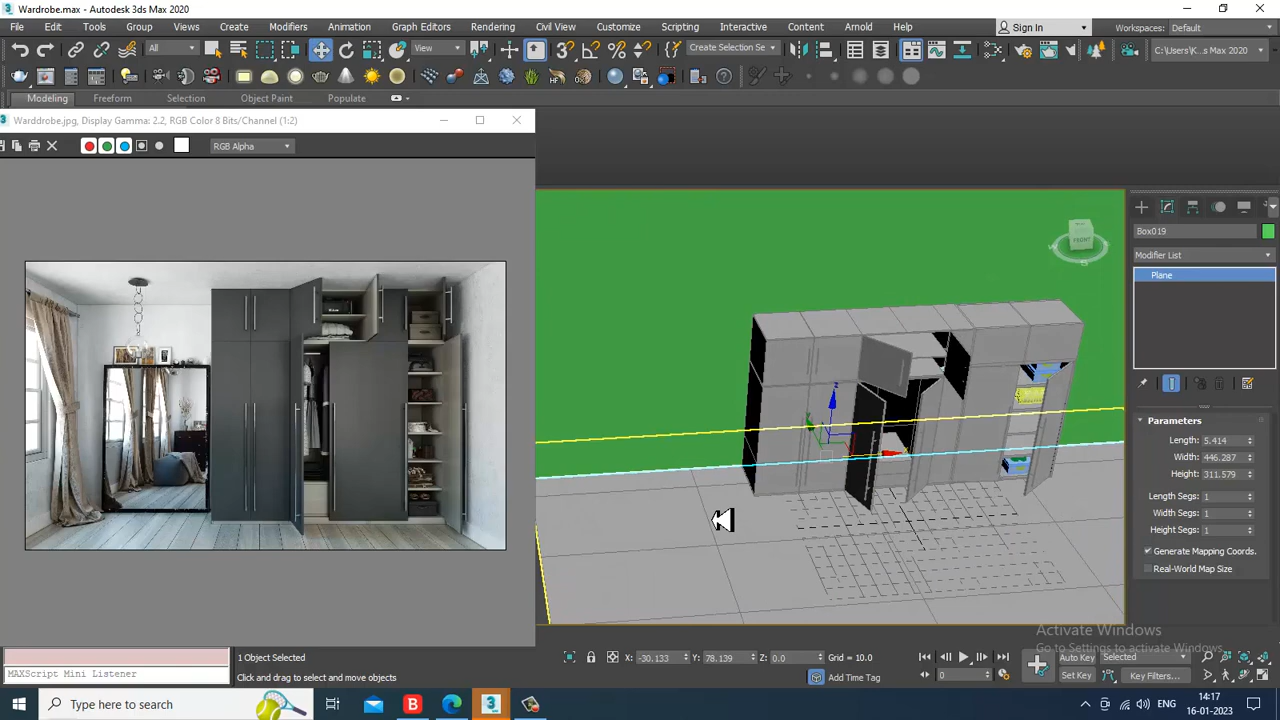 Wardrobe.max - Autodesk 3ds Max 2020
File Edit Tools Group Views Create Modifiers Animation Graph Editors Rendering Civil View Customize Scripting Interactive Content Arnold Help Sign In Workspaces: Default
All View Create Selection Se C:\Users\K...s Max 2020
Modeling Freeform Selection Object Paint Populate
Warddrobe.jpg, Display Gamma: 2.2, RGB Color 8 Bits/Channel (1:2)
RGB Alpha
FRONT
W
S
Box019
Modifier List
Plane
Parameters
Length: 5.414
Width: 446.287
Height: 311.579
Length Segs: 1
Width Segs: 1
Height Segs: 1
Generate Mapping Coords.
Real-World Map Size
Activate Windows
Go to Settings to activate Windows.
1 Object Selected
X: -30.133 Y: 78.139 Z: 0.0 Grid = 10.0
Auto Key Selected
MAXScript Mini Listener
Click and drag to select and move objects
Add Time Tag
0
Set Key Key Filters...
Type here to search
ENG
14:17
16-01-2023